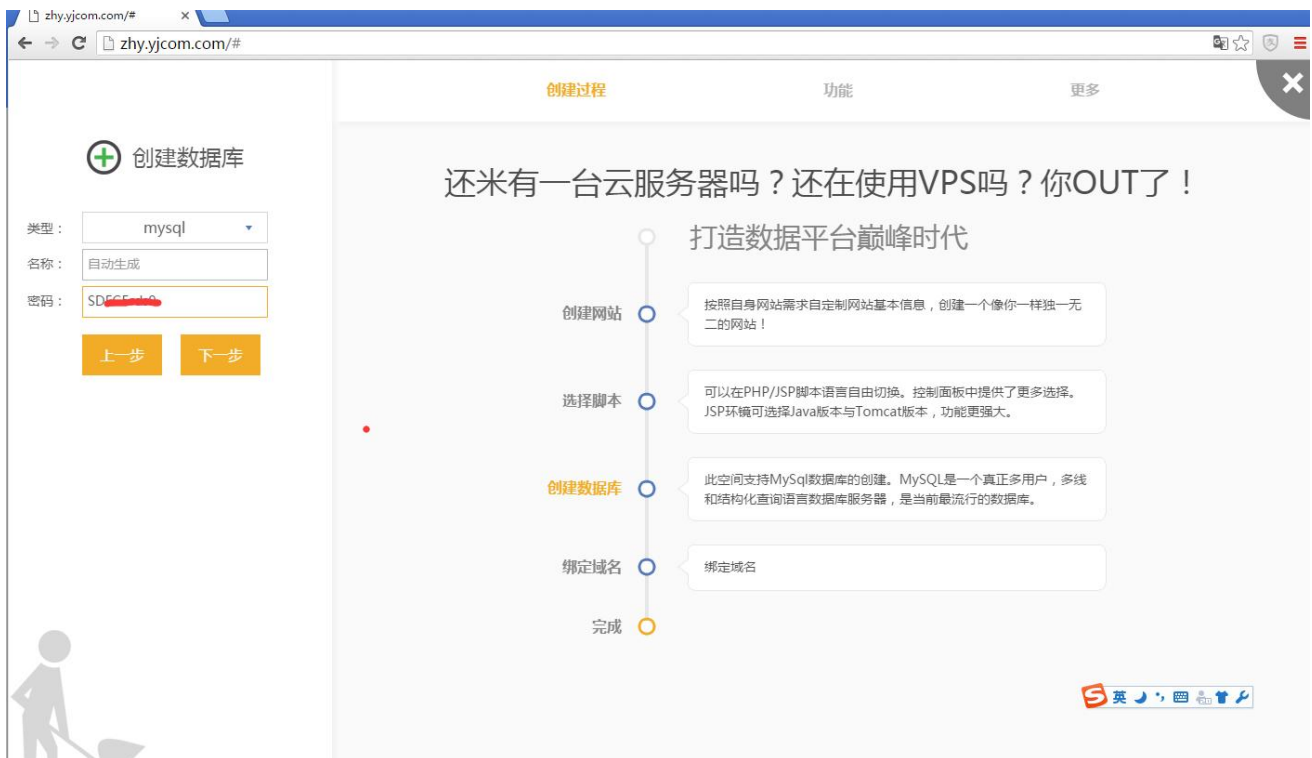 zhy.yjcom.com/#
zhy.yjcom.com/#
创建过程
功能
更多
创建数据库
类型：
mysql
名称：
自动生成
密码：
上一步
下一步
还米有一台云服务器吗？还在使用VPS吗？你OUT了！
打造数据平台巅峰时代
创建网站
按照自身网站需求自定制网站基本信息，创建一个像你一样独一无
二的网站！
选择脚本
可以在PHP/JSP脚本语言自由切换。控制面板中提供了更多选择。
JSP环镜可选择Java版本与Tomcat版本，功能更强大。
创建数据库
此空间支持MySql数据库的创建。MySQL是一个真正多用户，多线
和结构化查询语言数据库服务器，是当前最流行的数据库。
绑定域名
绑定域名
完成
英